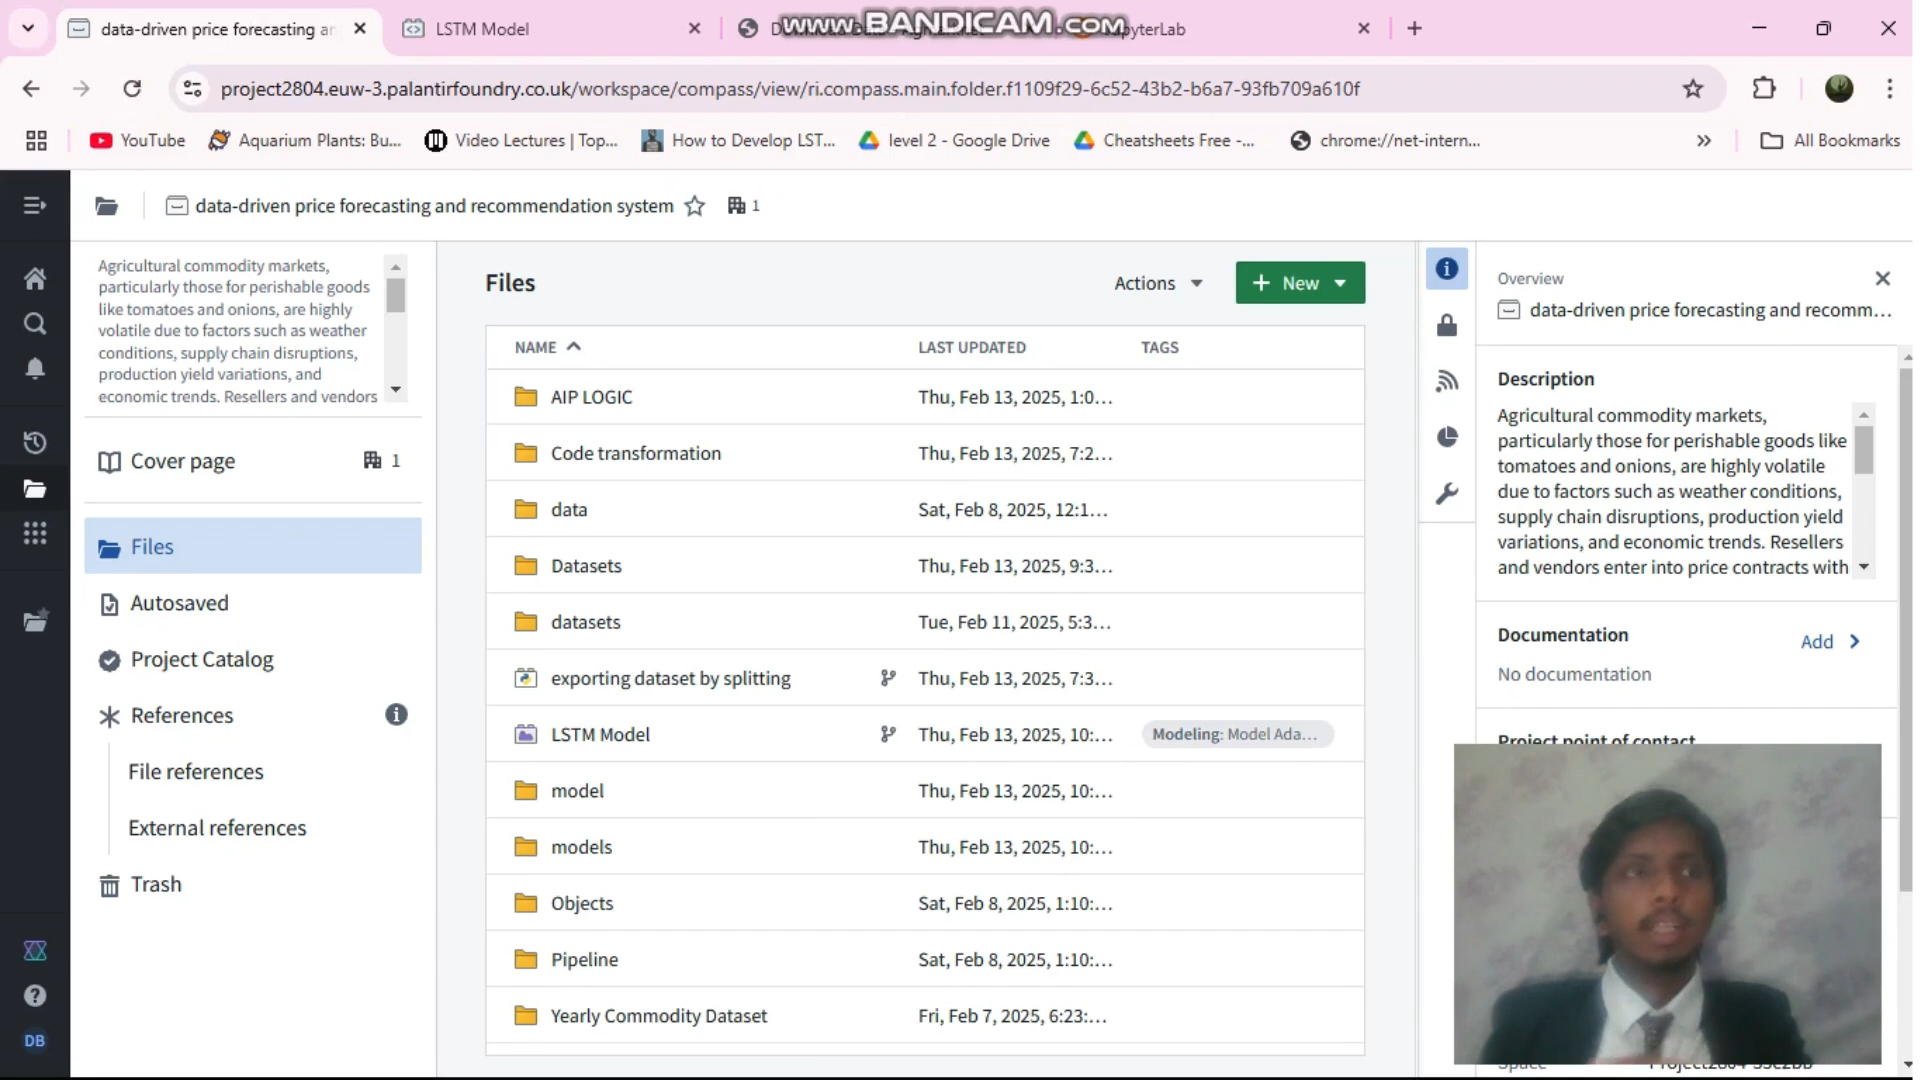 data-driven price forecasting an
LSTM Model
www.BANDICAM.com
project2804.euw-3.palantirfoundry.co.uk/workspace/compass/view/ri.compass.main.folder.f1109f29-6c52-43b2-b6a7-93fb709a610f
YouTube
Aquarium Plants: Bu...
Video Lectures | Top...
How to Develop LST...
level 2 - Google Drive
Cheatsheets Free -...
chrome://net-intern...
»
All Bookmarks
data-driven price forecasting and recommendation system
1
Agricultural commodity markets,
particularly those for perishable goods
like tomatoes and onions, are highly
volatile due to factors such as weather
conditions, supply chain disruptions,
production yield variations, and
economic trends. Resellers and vendors
Cover page
1
Files
Autosaved
Project Catalog
References
File references
External references
Trash
DB
Files
Actions
+ New
NAME
LAST UPDATED
TAGS
AIP LOGIC
Thu, Feb 13, 2025, 1:0...
Code transformation
Thu, Feb 13, 2025, 7:2...
data
Sat, Feb 8, 2025, 12:1...
Datasets
Thu, Feb 13, 2025, 9:3...
datasets
Tue, Feb 11, 2025, 5:3...
exporting dataset by splitting
Thu, Feb 13, 2025, 7:3...
LSTM Model
Thu, Feb 13, 2025, 10:...
Modeling: Model Ada...
model
Thu, Feb 13, 2025, 10:...
models
Thu, Feb 13, 2025, 10:...
Objects
Sat, Feb 8, 2025, 1:10:...
Pipeline
Sat, Feb 8, 2025, 1:10:...
Yearly Commodity Dataset
Fri, Feb 7, 2025, 6:23:...
Overview
data-driven price forecasting and recomm...
Description
Agricultural commodity markets,
particularly those for perishable goods like
tomatoes and onions, are highly volatile
due to factors such as weather conditions,
supply chain disruptions, production yield
variations, and economic trends. Resellers
and vendors enter into price contracts with
Documentation
Add
No documentation
Project point of contact
Space